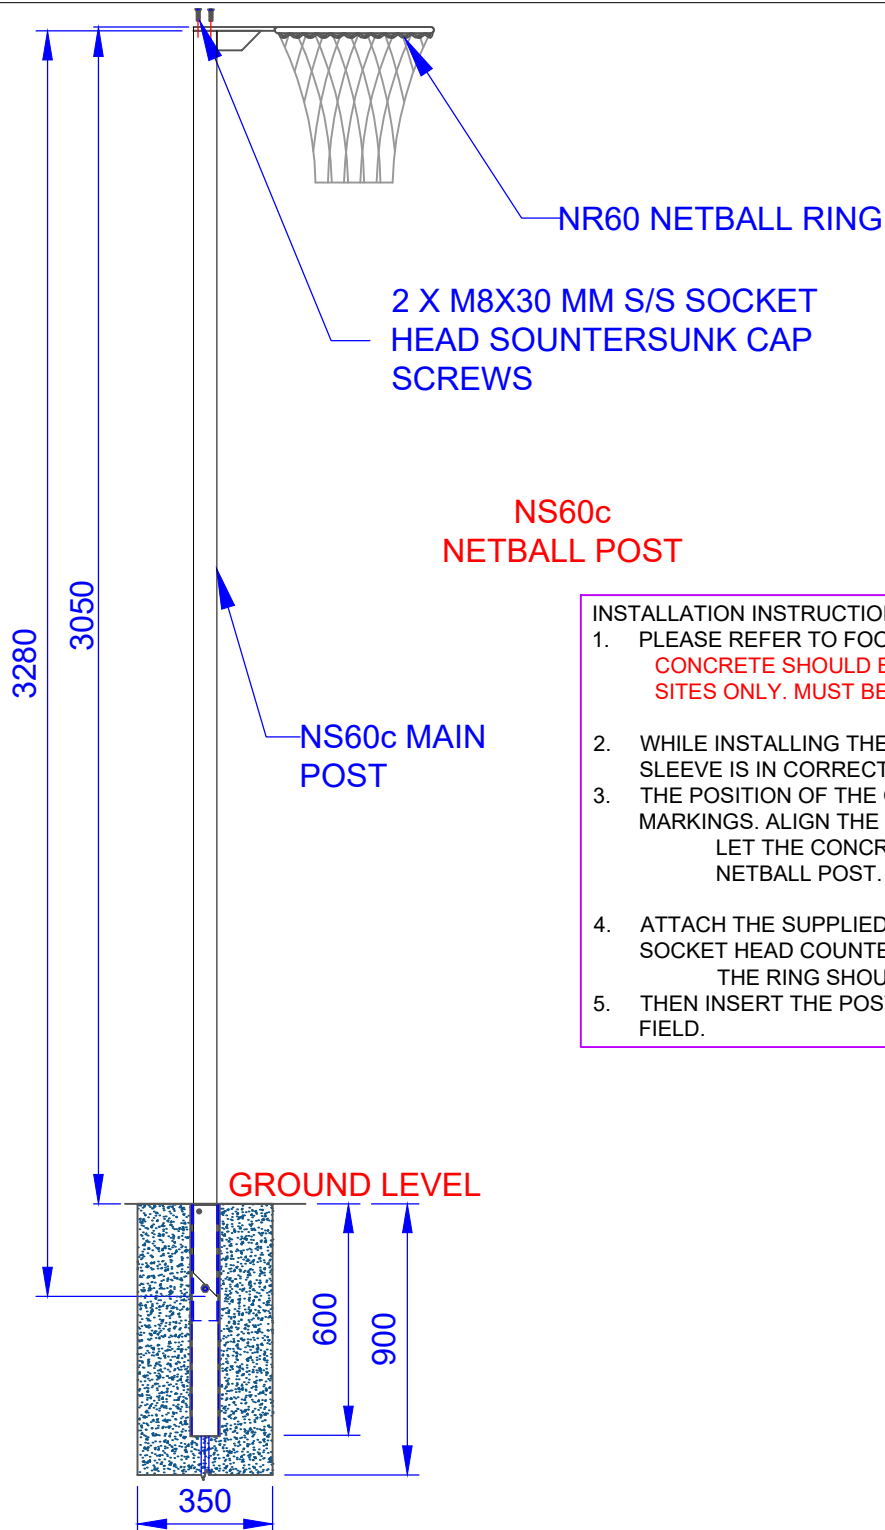 NR60 NETBALL RING
2 X M8X30 MM S/S SOCKET
HEAD SOUNTERSUNK CAP
SCREWS
NS60c
NETBALL POST
3050
3280
INSTALLATION INSTRUCTION
1. PLEASE REFER TO FOO
CONCRETE SHOULD B
SITES ONLY. MUST BE
2. WHILE INSTALLING THE
SLEEVE IS IN CORRECT
3. THE POSITION OF THE
MARKINGS. ALIGN THE
LET THE CONCR
NETBALL POST.
4. ATTACH THE SUPPLIED
SOCKET HEAD COUNTE
THE RING SHOU
5. THEN INSERT THE POST
FIELD.
NS60c MAIN
POST
GROUND LEVEL
600
900
350